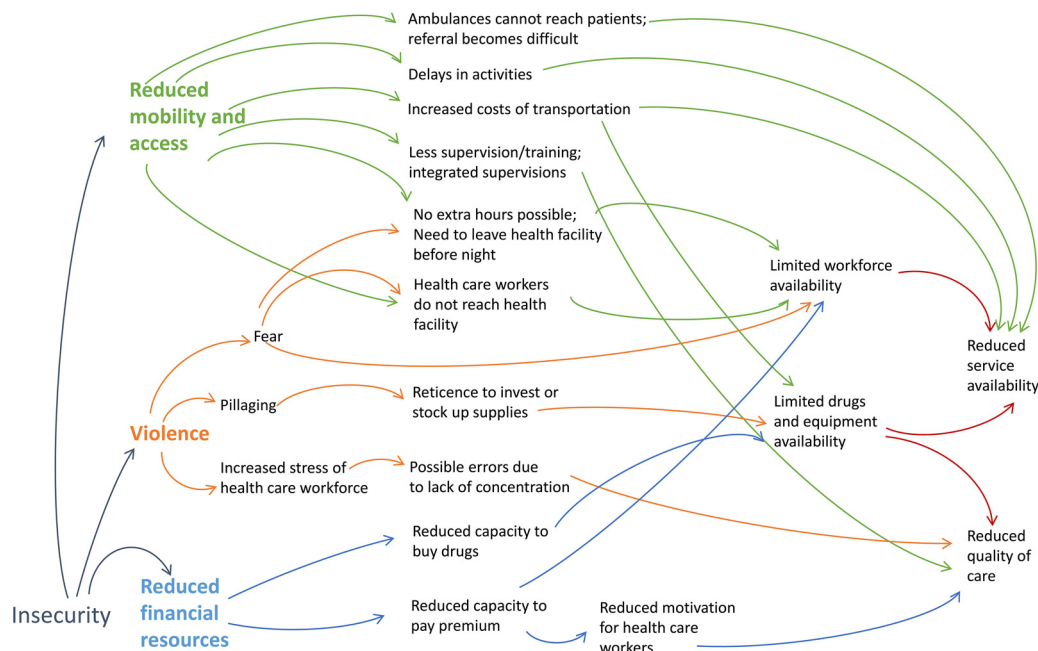 Ambulances cannot reach patients;
referral becomes difficult
Delays in activities
Reduced
mobility and
access
Increased costs of transportation
Less supervision/training;
integrated supervisions
No extra hours possible;
Need to leave health facility
before night
Limited workforce
availability
Health care workers
do not reach health
facility
Fear
Reduced
service
availability
Pillaging
Reticence to invest or
stock up supplies
Limited drugs
and equipment
availability
Violence
Increased stress of
health care workforce
Possible errors due
to lack of concentration
Reduced capacity to
buy drugs
Reduced
quality of
care
Insecurity
Reduced
financial
resources
Reduced capacity to
pay premium
Reduced motivation
for health care
workers